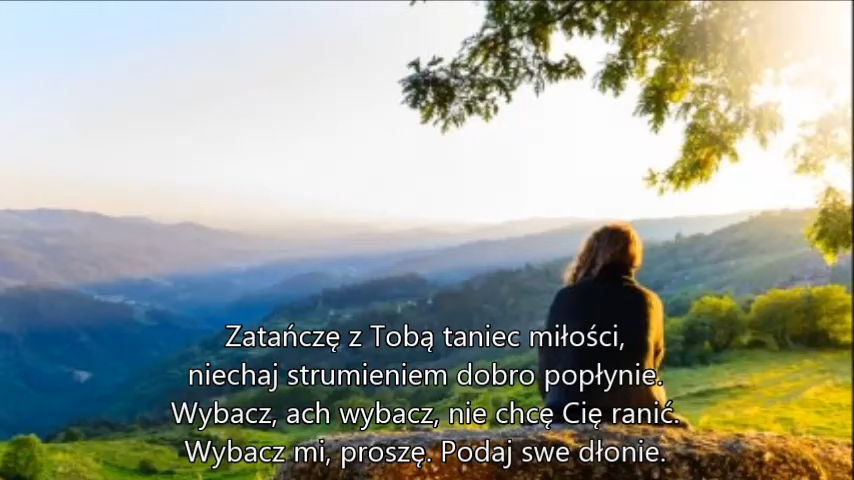 Zatańczę z Tobą taniec miłości,
niechaj strumieniem dobro popłynie.
Wybacz, ach wybacz, nie chcę Cię ranić.
Wybacz mi, proszę. Podaj swe dłonie.